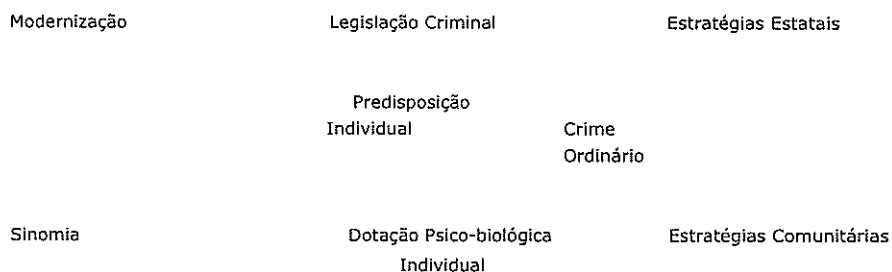 Modernização Legislação Criminal Estratégias Estatais
Predisposição
Individual Crime
Ordinário
Sinomia Dotação Psico-biológica Estratégias Comunitárias
Individual